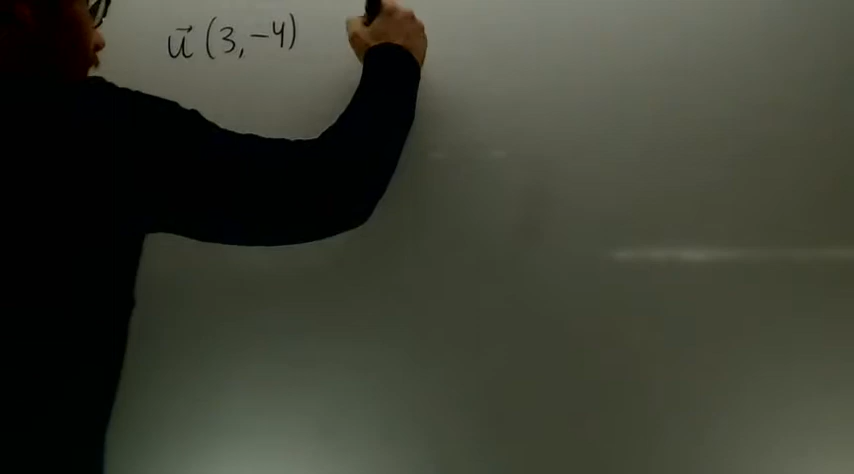 u⃗ (3, -4)